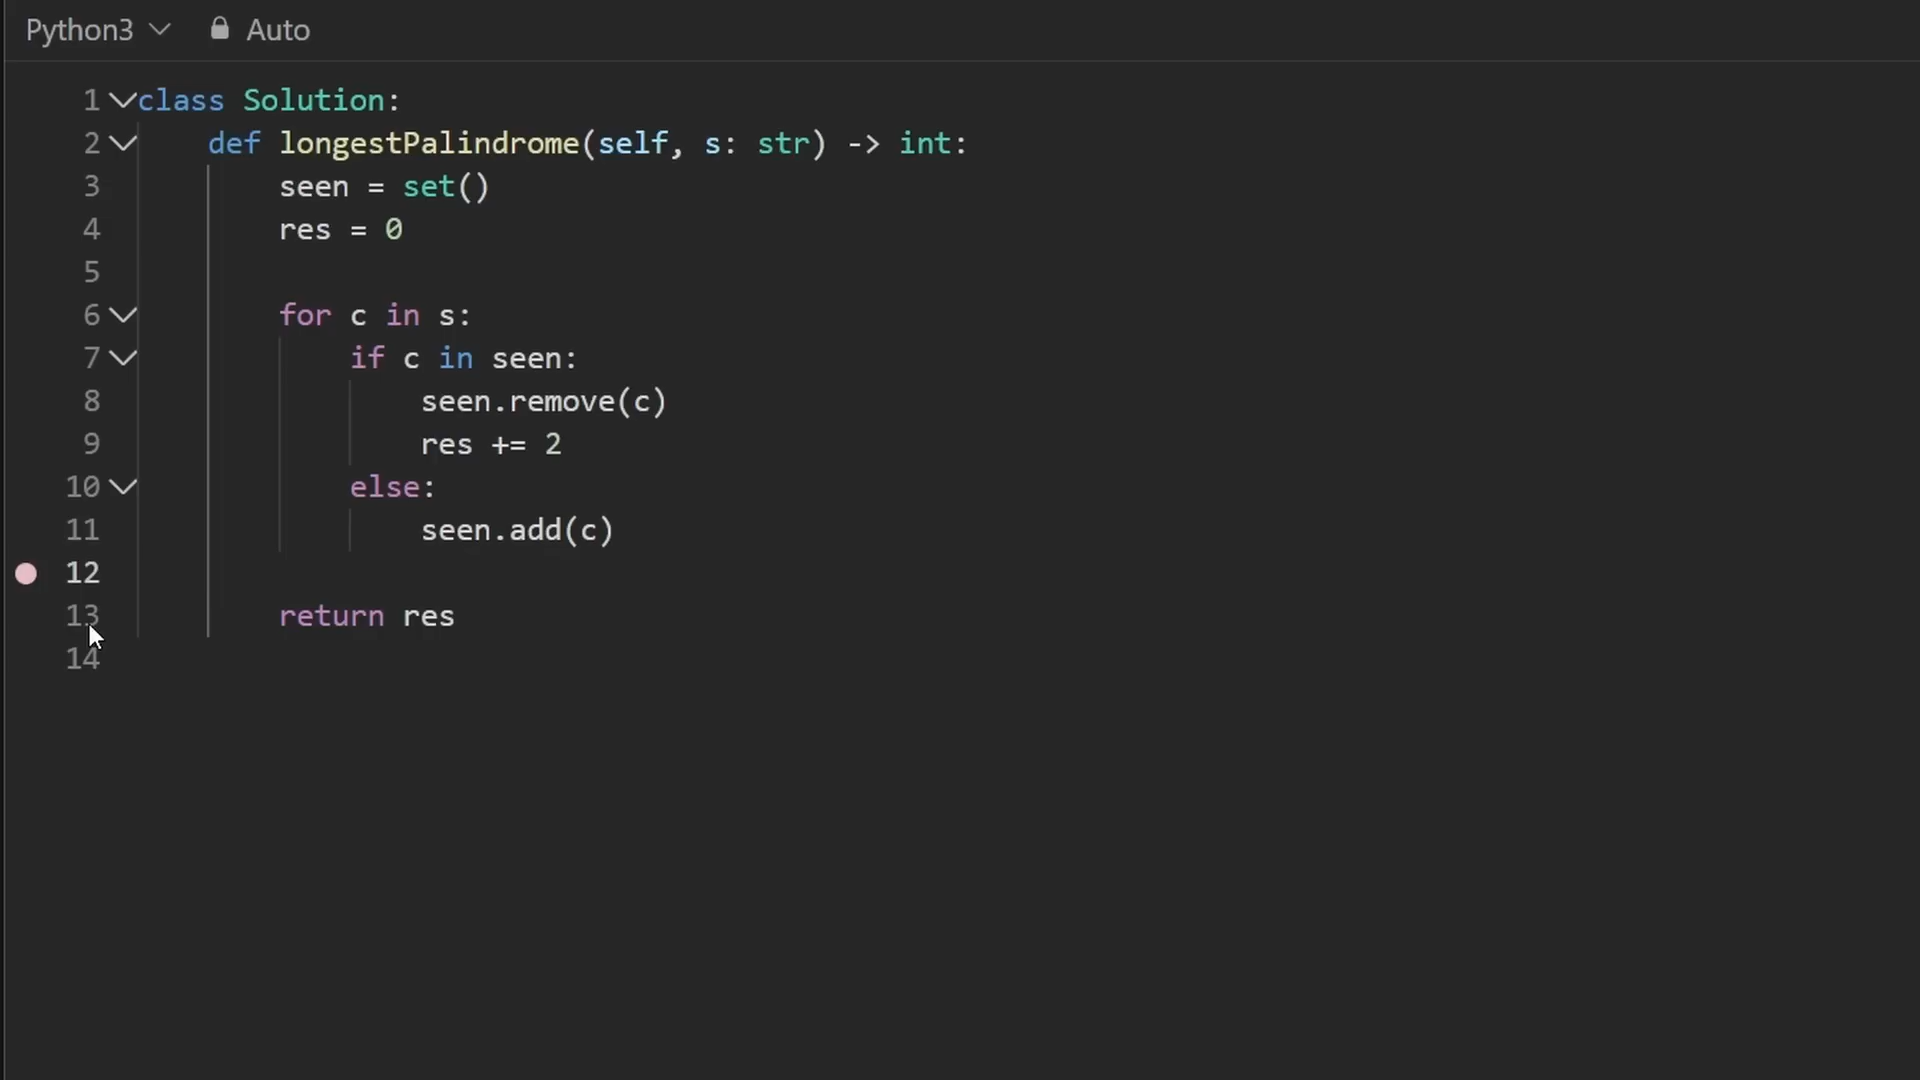 Python3 Auto
1 class Solution:
2 def longestPalindrome(self, s: str) -> int:
3 seen = set()
4 res = 0
5
6 for c in s:
7 if c in seen:
8 seen.remove(c)
9 res += 2
10 else:
11 seen.add(c)
12
13 return res
14